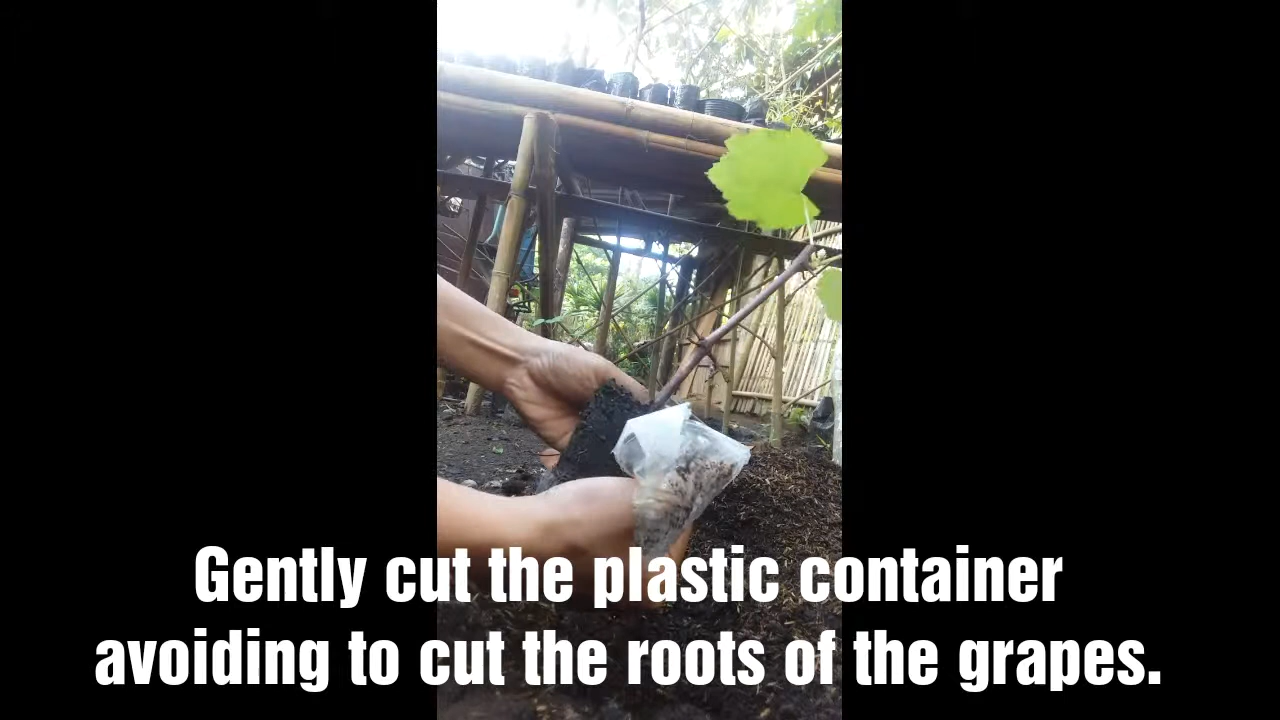 Gently cut the plastic container
avoiding to cut the roots of the grapes.